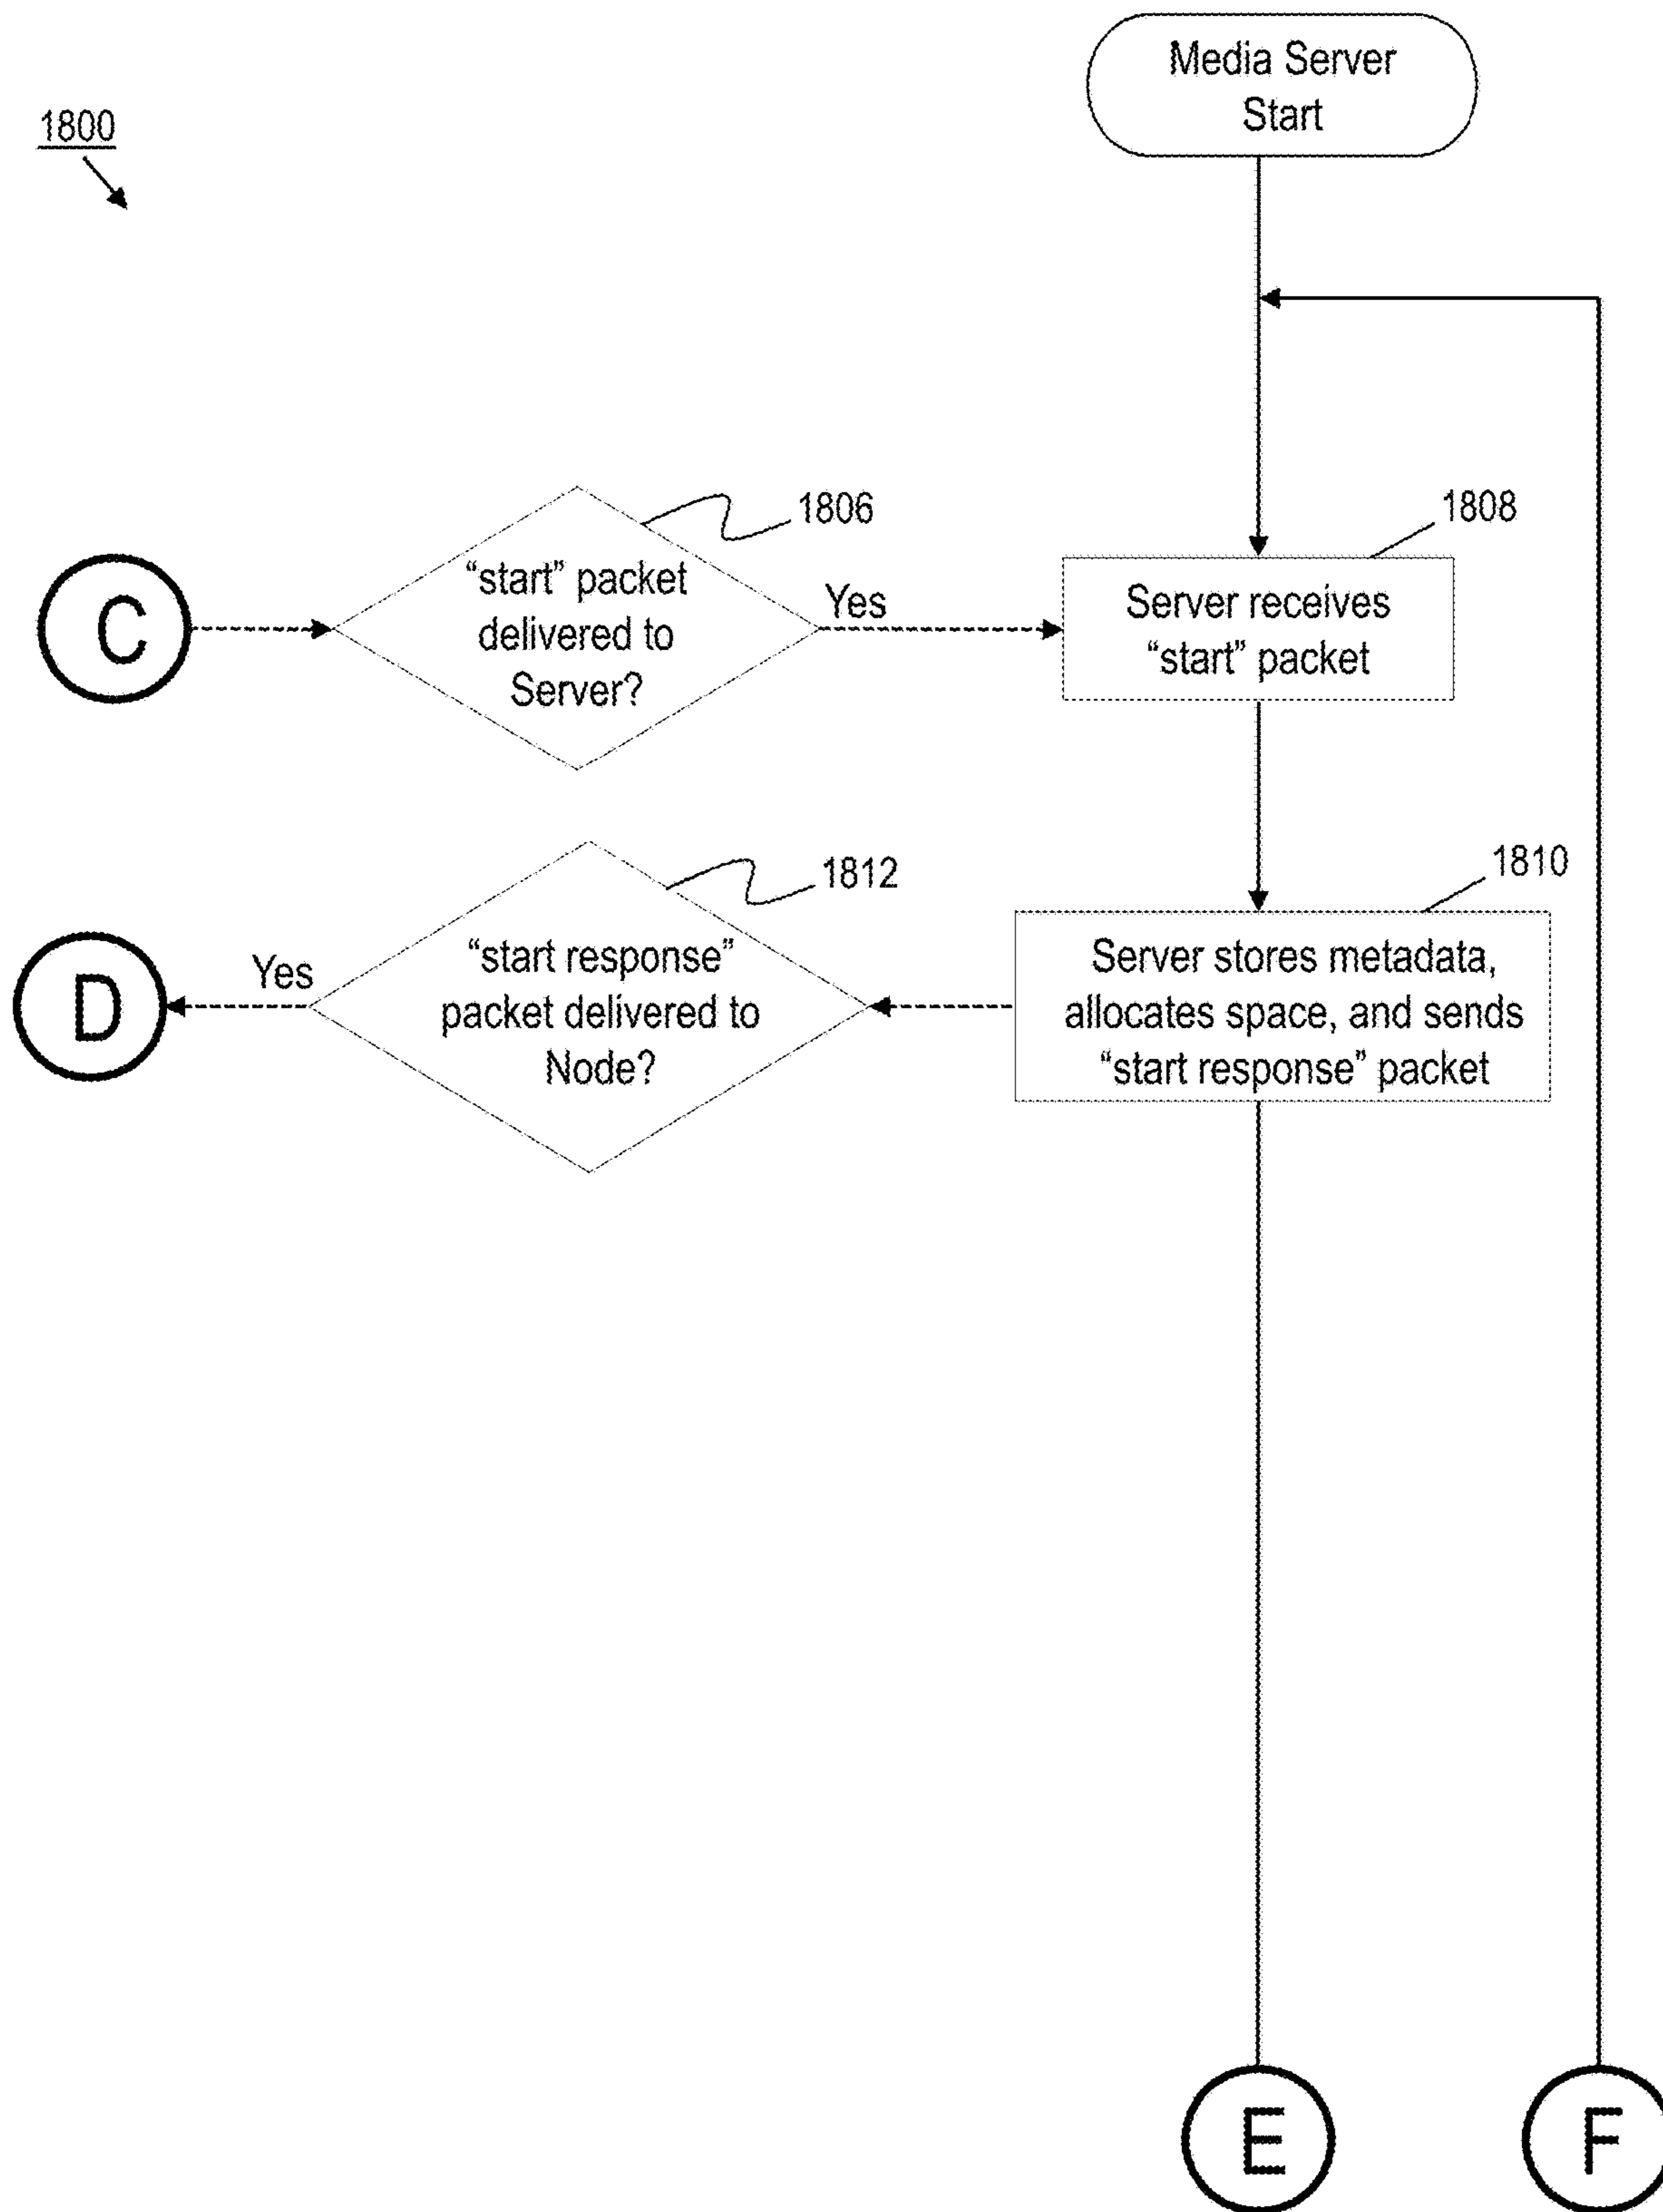 Media Server
Start
1800
1806
1808
“start” packet
delivered to
Server?
C
Yes
Server receives
“start” packet
1812
1810
“start response”
packet delivered to
Node?
D
Yes
Server stores metadata,
allocates space, and sends
“start response” packet
E
F